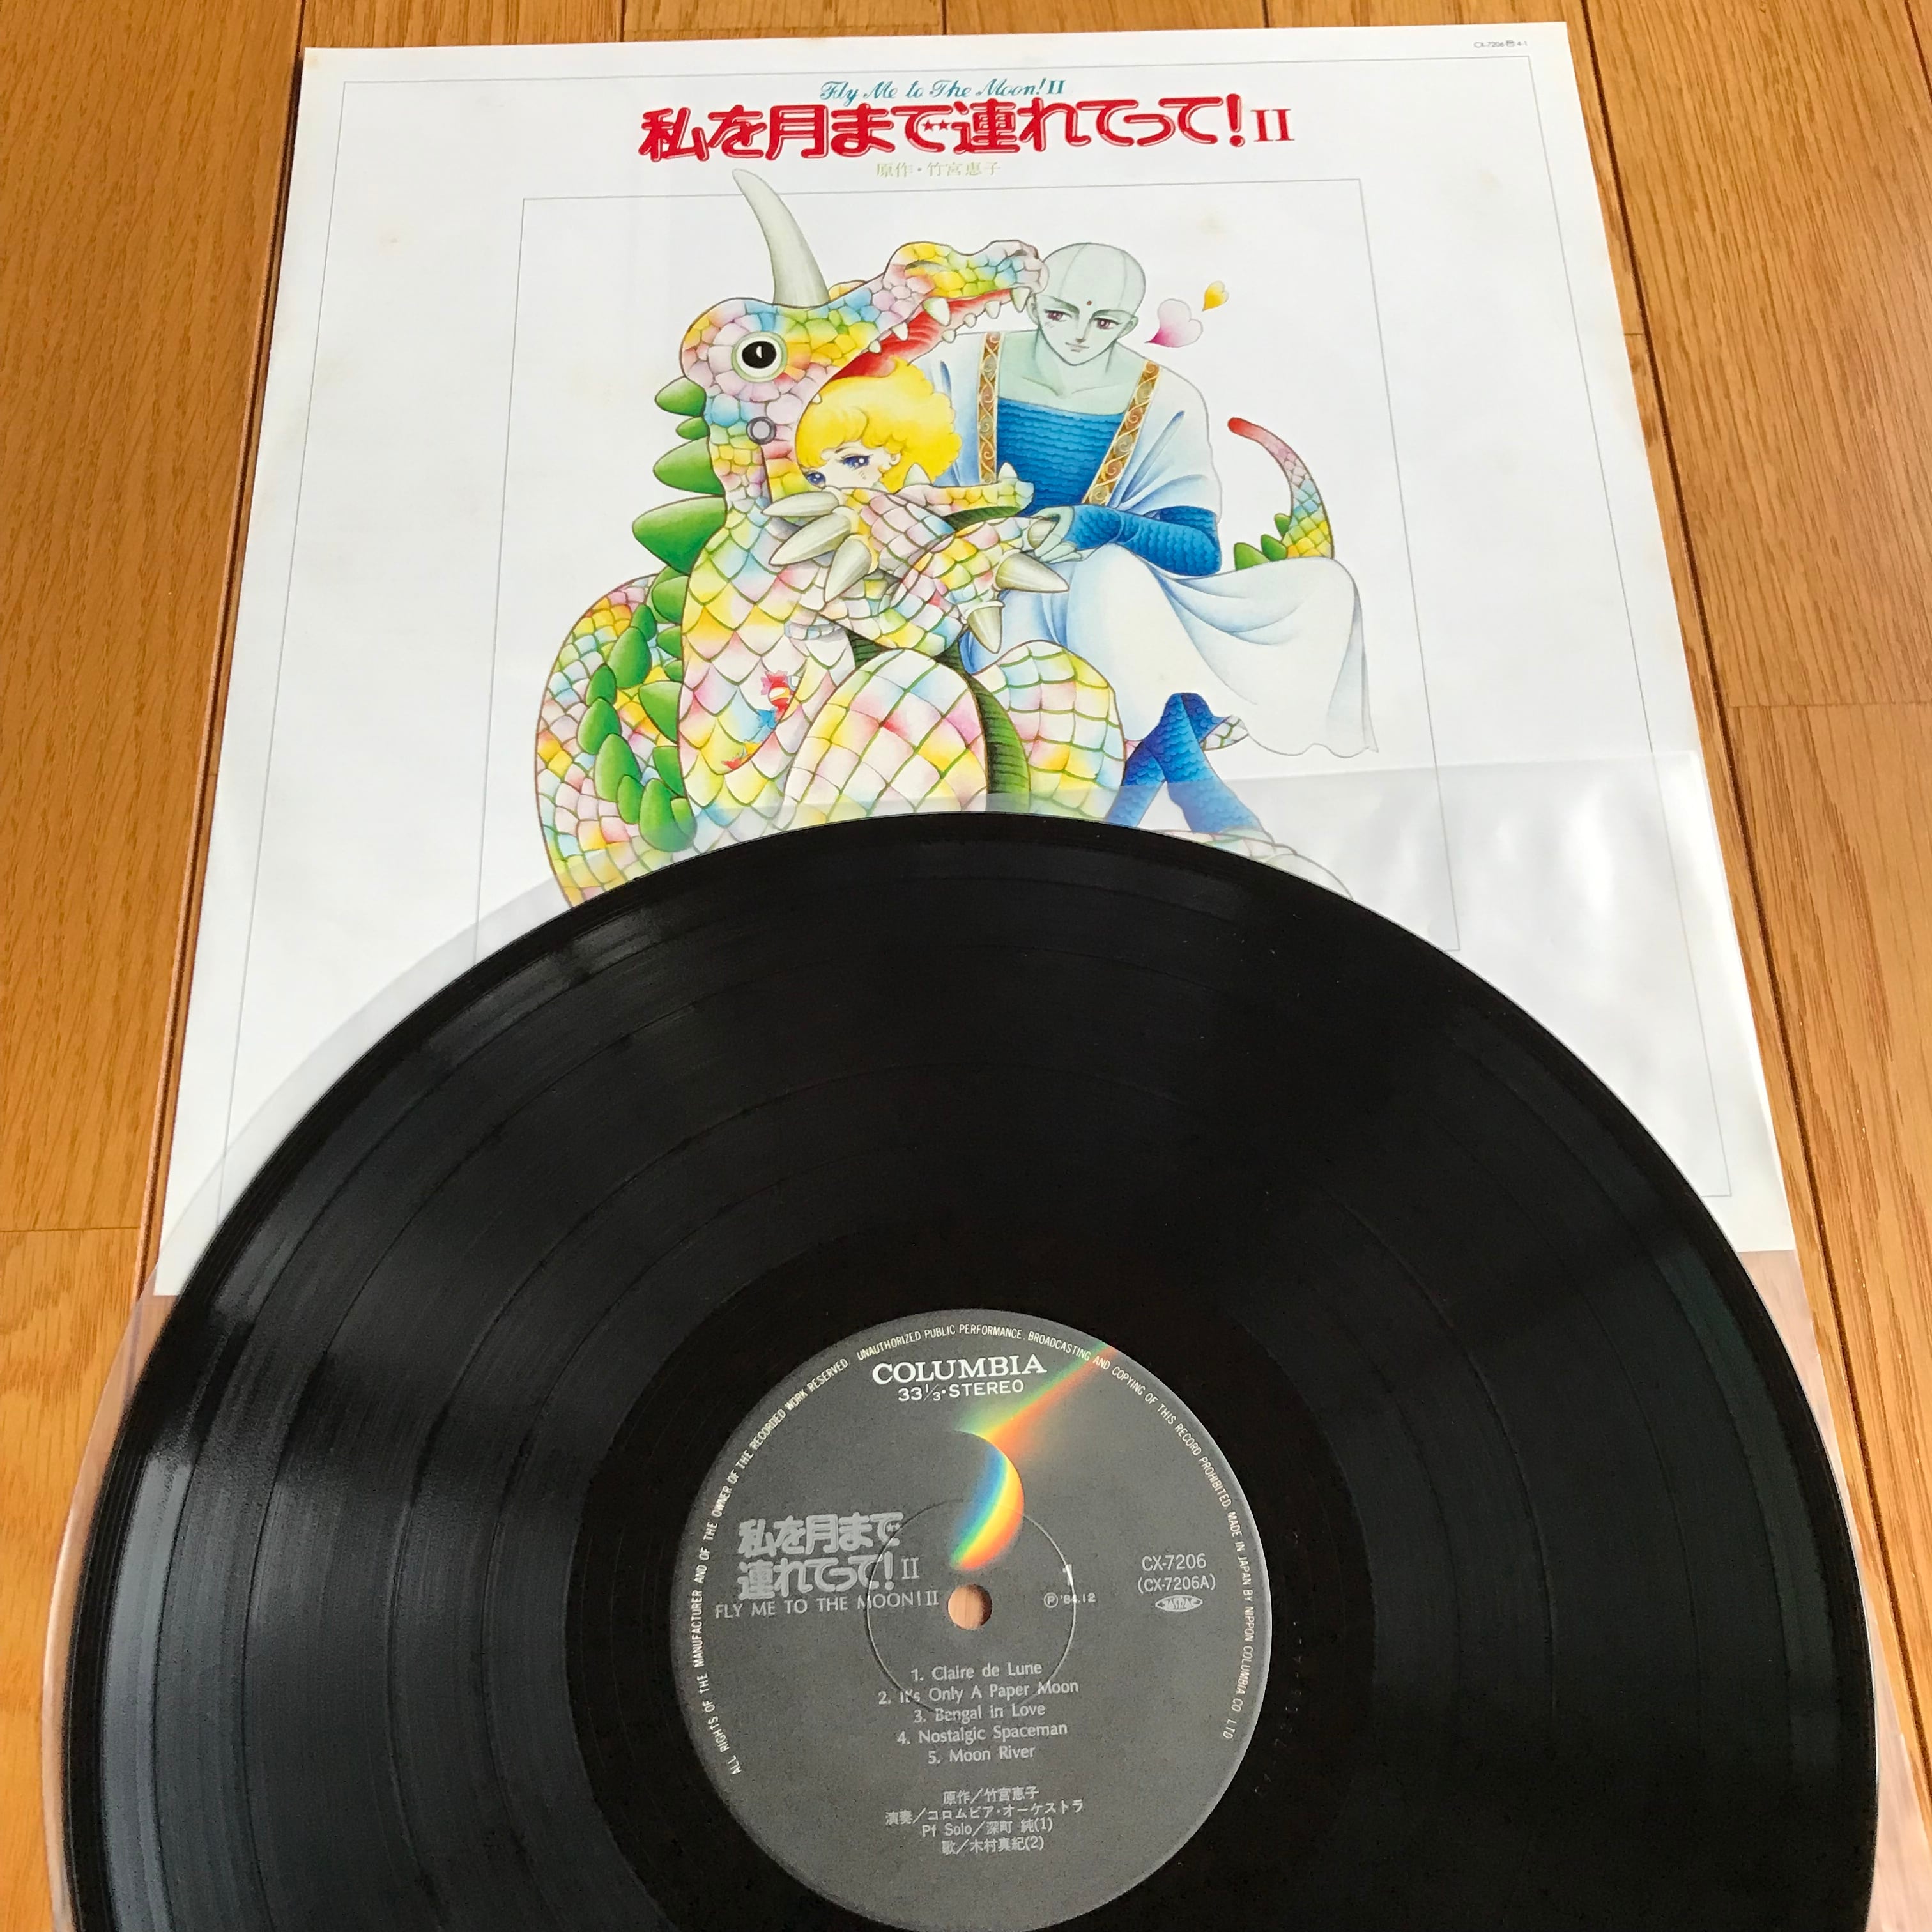 CX-7206 4-1
Fly Me to The Moon! II
私を月まで連れてって! II
原作・竹宮恵子
ALL RIGHTS OF THE MANUFACTURER AND OF THE OWNER OF THE RECORDED WORK RESERVED. UNAUTHORIZED PUBLIC PERFORMANCE, BROADCASTING AND COPYING OF THIS RECORD PROHIBITED. MADE IN JAPAN BY NIPPON COLUMBIA CO. LTD
COLUMBIA
33⅓・STEREO
私を月まで
連れてって! II
FLY ME TO THE MOON! II
1
Ⓟ'84.12
CX-7206
(CX-7206A)
JASRAC
1. Claire de Lune
2. It's Only A Paper Moon
3. Bengal in Love
4. Nostalgic Spaceman
5. Moon River
原作／竹宮恵子
演奏／コロムビア・オーケストラ
Pf Solo／深町 純(1)
歌／木村真紀(2)